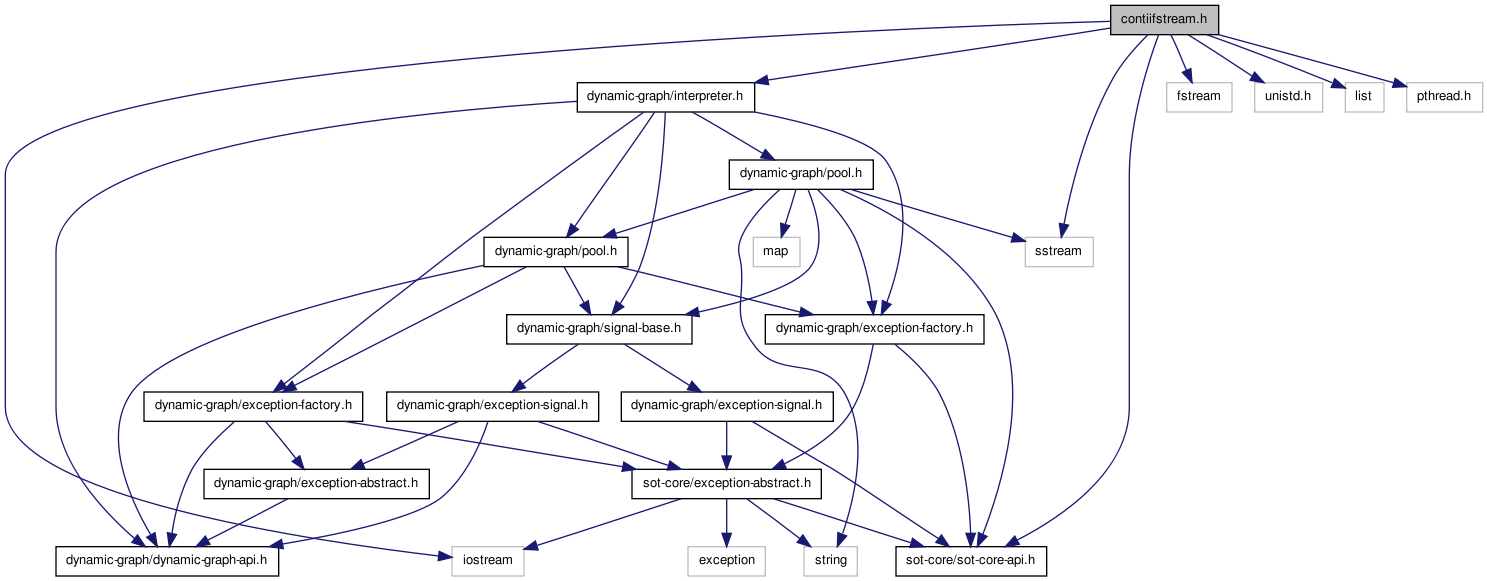 contiifstream.h
dynamic-graph/interpreter.h
fstream
unistd.h
list
pthread.h
dynamic-graph/pool.h
dynamic-graph/pool.h
map
sstream
dynamic-graph/signal-base.h
dynamic-graph/exception-factory.h
dynamic-graph/exception-factory.h
dynamic-graph/exception-signal.h
dynamic-graph/exception-signal.h
dynamic-graph/exception-abstract.h
sot-core/exception-abstract.h
dynamic-graph/dynamic-graph-api.h
iostream
exception
string
sot-core/sot-core-api.h